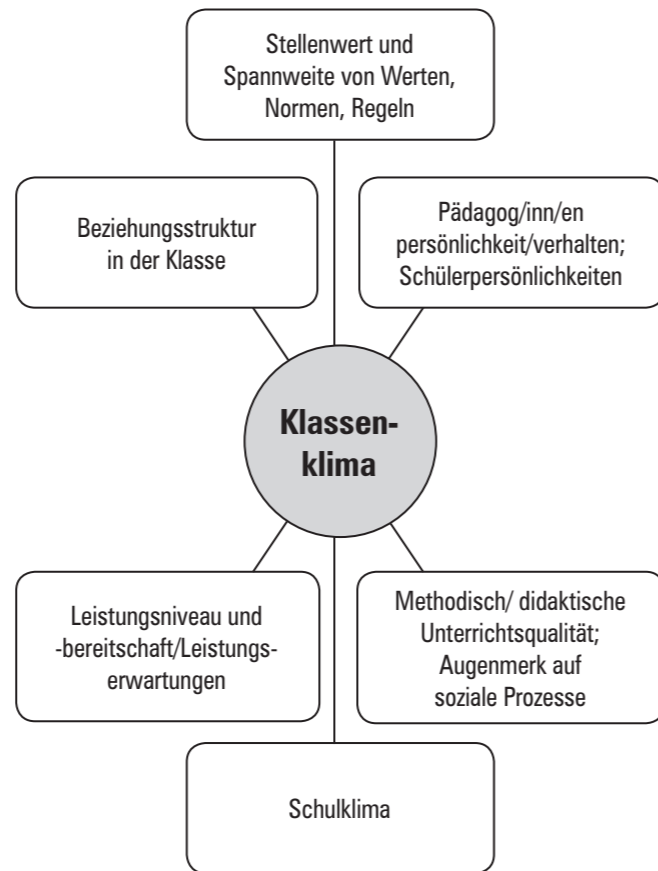 Stellenwert und
Spannweite von Werten,
Normen, Regeln
Beziehungsstruktur
in der Klasse
Pädagog/inn/en
persönlichkeit/verhalten;
Schülerpersönlichkeiten
Klassen-
klima
Leistungsniveau und
-bereitschaft/Leistungs-
erwartungen
Methodisch/ didaktische
Unterrichtsqualität;
Augenmerk auf
soziale Prozesse
Schulklima